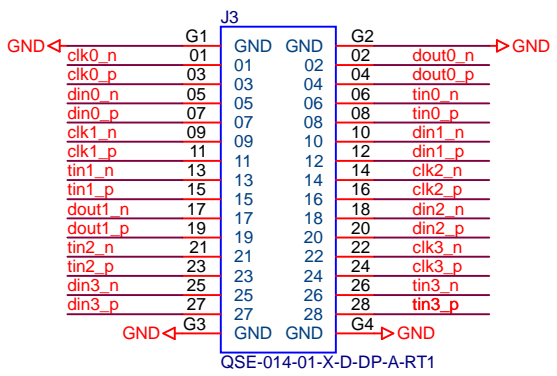 J3
GND G1 GND GND G2 GND
clk0_n 01 01 02 02 dout0_n
clk0_p 03 03 04 04 dout0_p
din0_n 05 05 06 06 tin0_n
din0_p 07 07 08 08 tin0_p
clk1_n 09 09 10 10 din1_n
clk1_p 11 11 12 12 din1_p
tin1_n 13 13 14 14 clk2_n
tin1_p 15 15 16 16 clk2_p
dout1_n 17 17 18 18 din2_n
dout1_p 19 19 20 20 din2_p
tin2_n 21 21 22 22 clk3_n
tin2_p 23 23 24 24 clk3_p
din3_n 25 25 26 26 tin3_n
din3_p 27 27 28 28 tin3_p
GND G3 GND GND G4 GND
QSE-014-01-X-D-DP-A-RT1